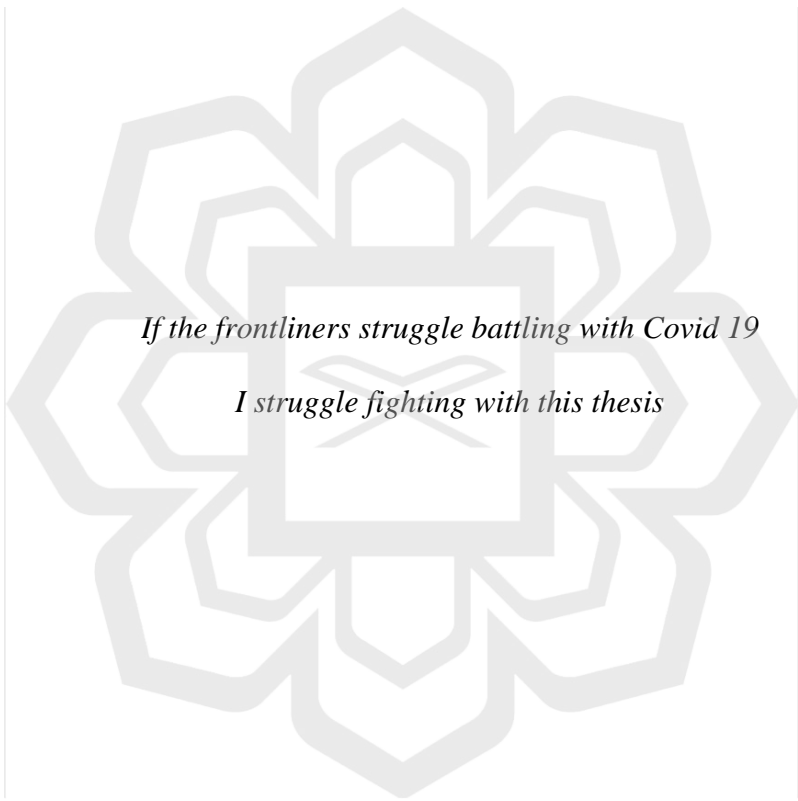 If the frontliners struggle battling with Covid 19
I struggle fighting with this thesis